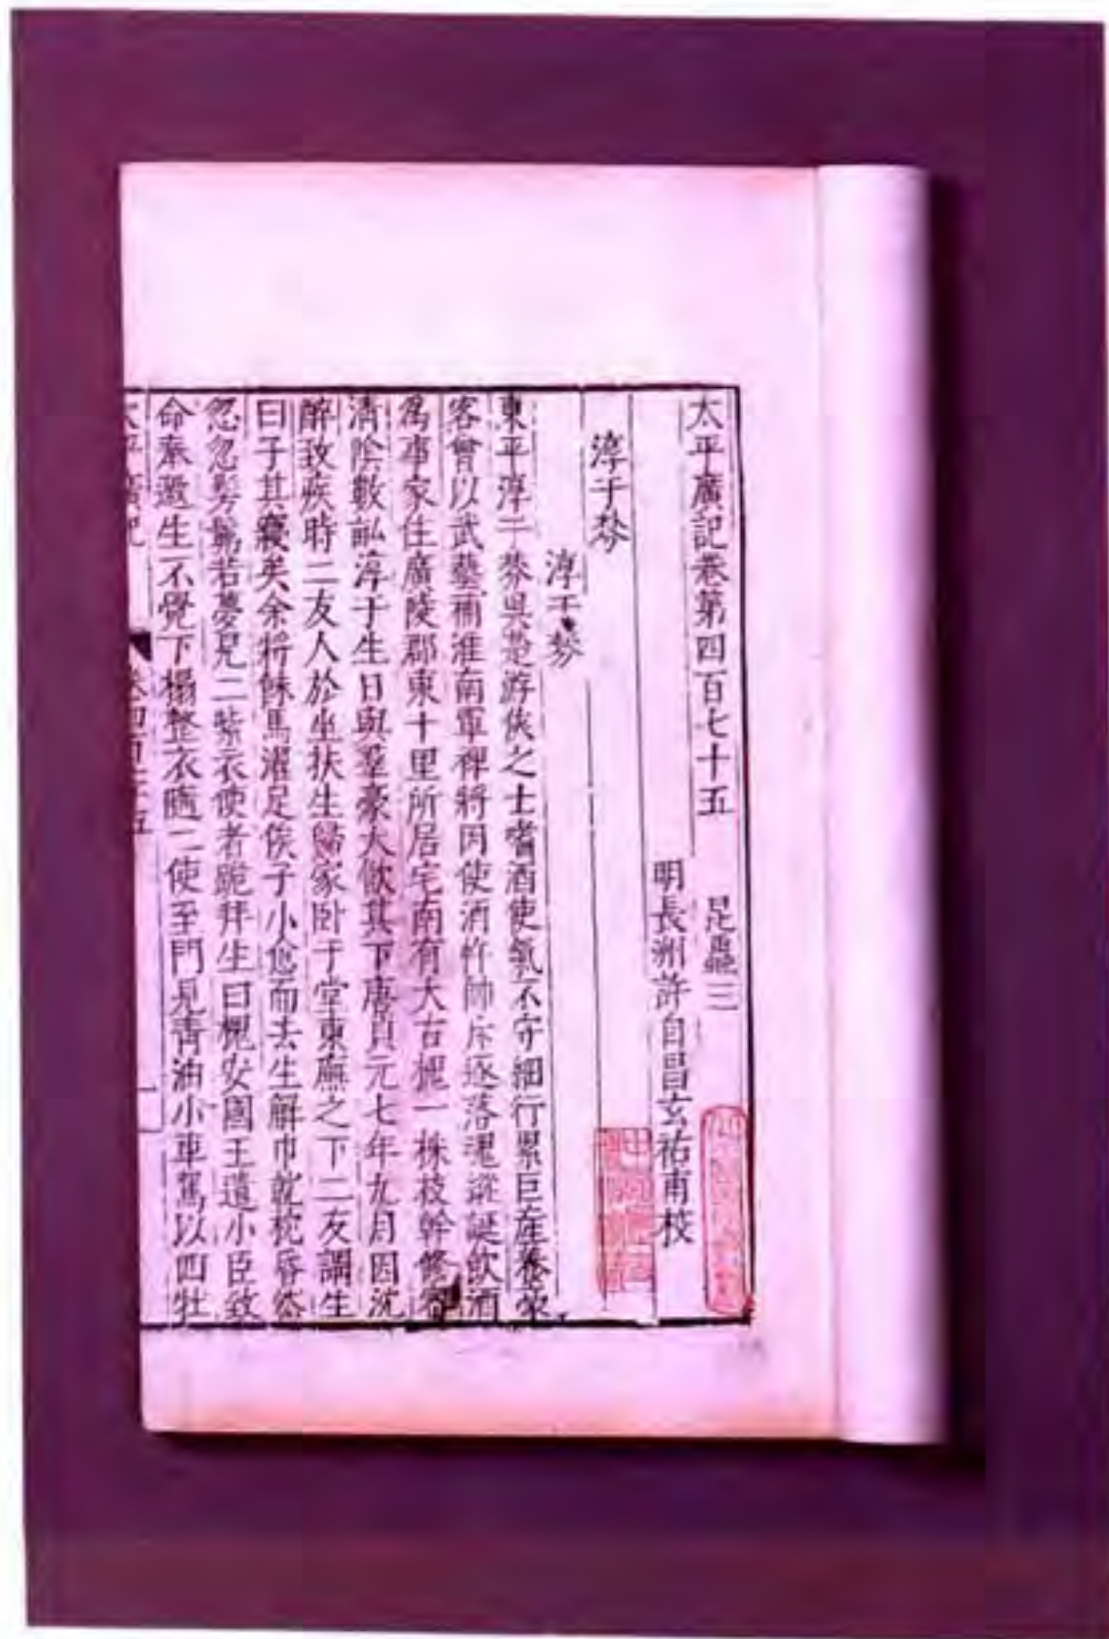 太平廣記卷第四百七十五　昆蟲三
明長洲許自昌玄祐甫校
淳于棼
淳于棼
東平淳于棼吳楚游俠之士嗜酒使氣不守細行累巨産養豪
客曾以武藝補淮南軍裨將因使酒忤帥斥逐落魄縱誕飲酒
爲事家住廣陵郡東十里所居宅南有大古槐一株枝幹修密
淸陰數畝淳于生日與羣豪大飲其下唐貞元七年九月因沈
醉致疾時二友人於坐扶生歸家卧于堂東廡之下二友謂生
曰子其寢矣余將餗馬濯足俟子小愈而去生解巾就枕昏然
忽忽髣髴若夢見二紫衣使者跪拜生曰槐安國王遣小臣致
命奉邀生不覺下榻整衣隨二使至門見靑油小車駕以四牡
太平廣記　卷四百七十五　一